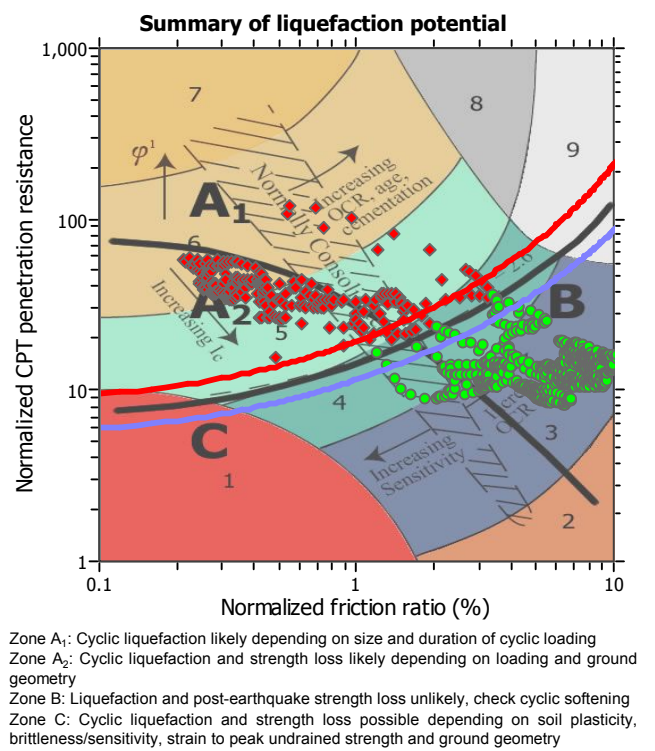 Summary of liquefaction potential
Normalized CPT penetration resistance
1,000
100
10
1
7
8
9
φ¹
A₁
Increasing
OCR, age,
cementation
Normally Consoli
6
2.6
A₂
Increasing Ic
5
B
4
C
1
Increasing
Sensitivity
OCR
3
2
0.1
1
10
Normalized friction ratio (%)
Zone A₁: Cyclic liquefaction likely depending on size and duration of cyclic loading
Zone A₂: Cyclic liquefaction and strength loss likely depending on loading and ground
geometry
Zone B: Liquefaction and post-earthquake strength loss unlikely, check cyclic softening
Zone C: Cyclic liquefaction and strength loss possible depending on soil plasticity,
brittleness/sensitivity, strain to peak undrained strength and ground geometry